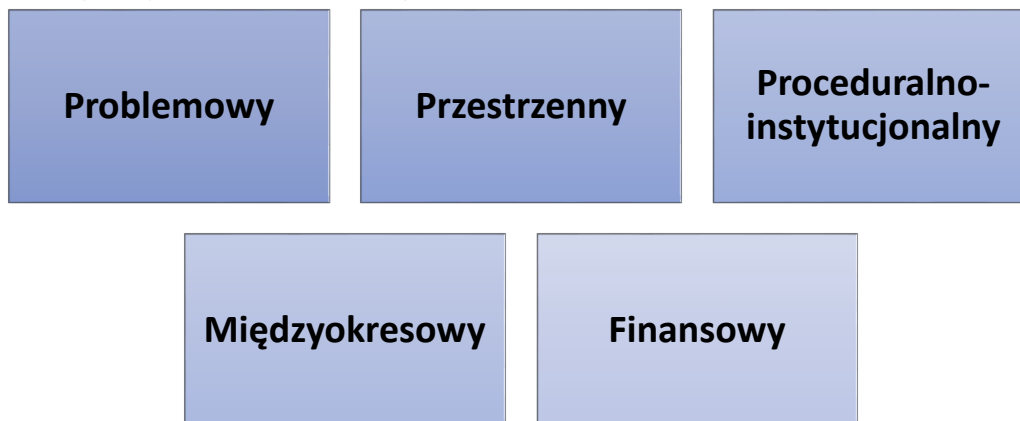 Problemowy
Przestrzenny
Proceduralno-
instytucjonalny
Międzyokresowy
Finansowy